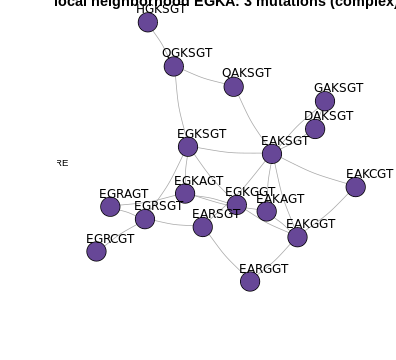 local neighborhood EGKA: 3 mutations (complex)
HGKSGT
QGKSGT
QAKSGT
GAKSGT
DAKSGT
EGKSGT
EAKSGT
RE
EAKCGT
EGKAGT
EGRAGT
EGKGGT
EAKAGT
EGRSGT
EARSGT
EAKGGT
EGRCGT
EARGGT